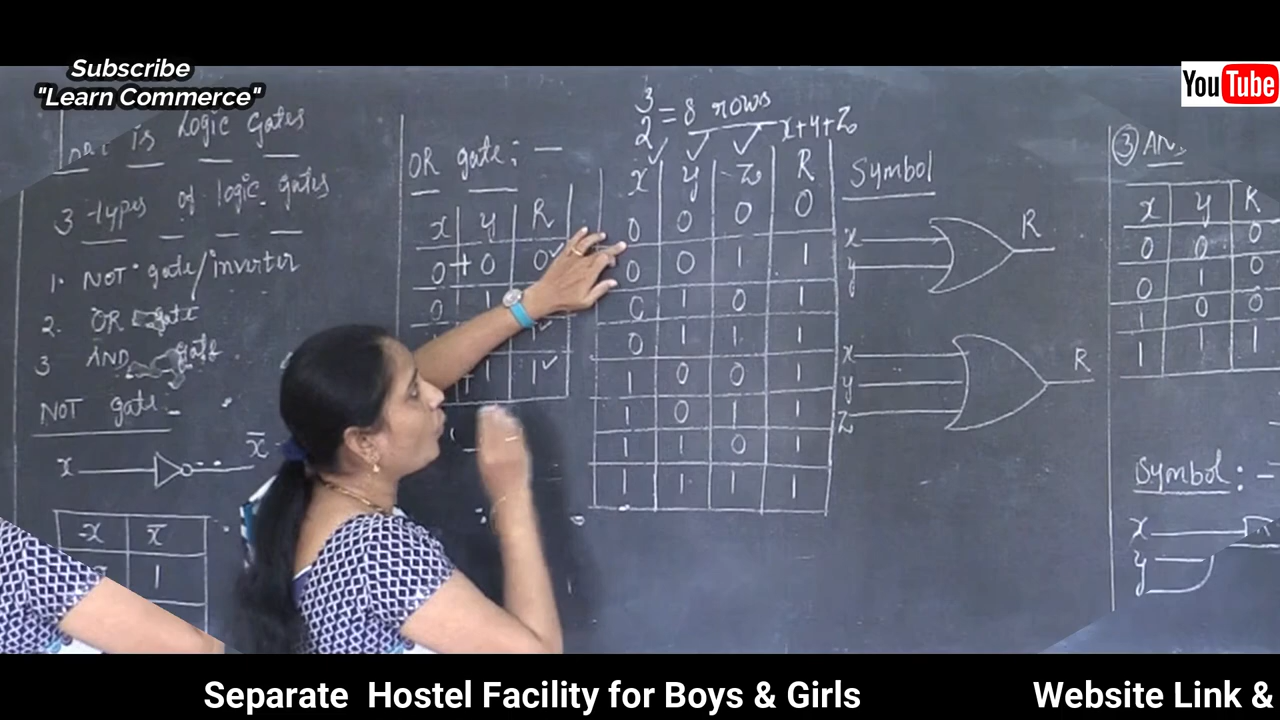 Subscribe
"Learn Commerce"
YouTube
is Logic Gates
3 types of logic gates
1. NOT gate/inverter
2. OR gate
3 AND gate
NOT gate -
x x̄
x x̄
1
OR gate : —
x y R
0 + 0 0 ✓
0 1
1 1 ✓
3
2 = 8 rows
x+y+z
x y z R
0 0 0 0
0 0 1 1
0 1 0 1
0 1 1 1
1 0 0 1
1 0 1 1
1 1 0 1
1 1 1 1
Symbol
x
y
R
x
y
z
R
③ AN
x y R
0 0 0
0 1 0
1 0 0
1 1 1
Symbol : —
x
y
Separate Hostel Facility for Boys & Girls
Website Link &